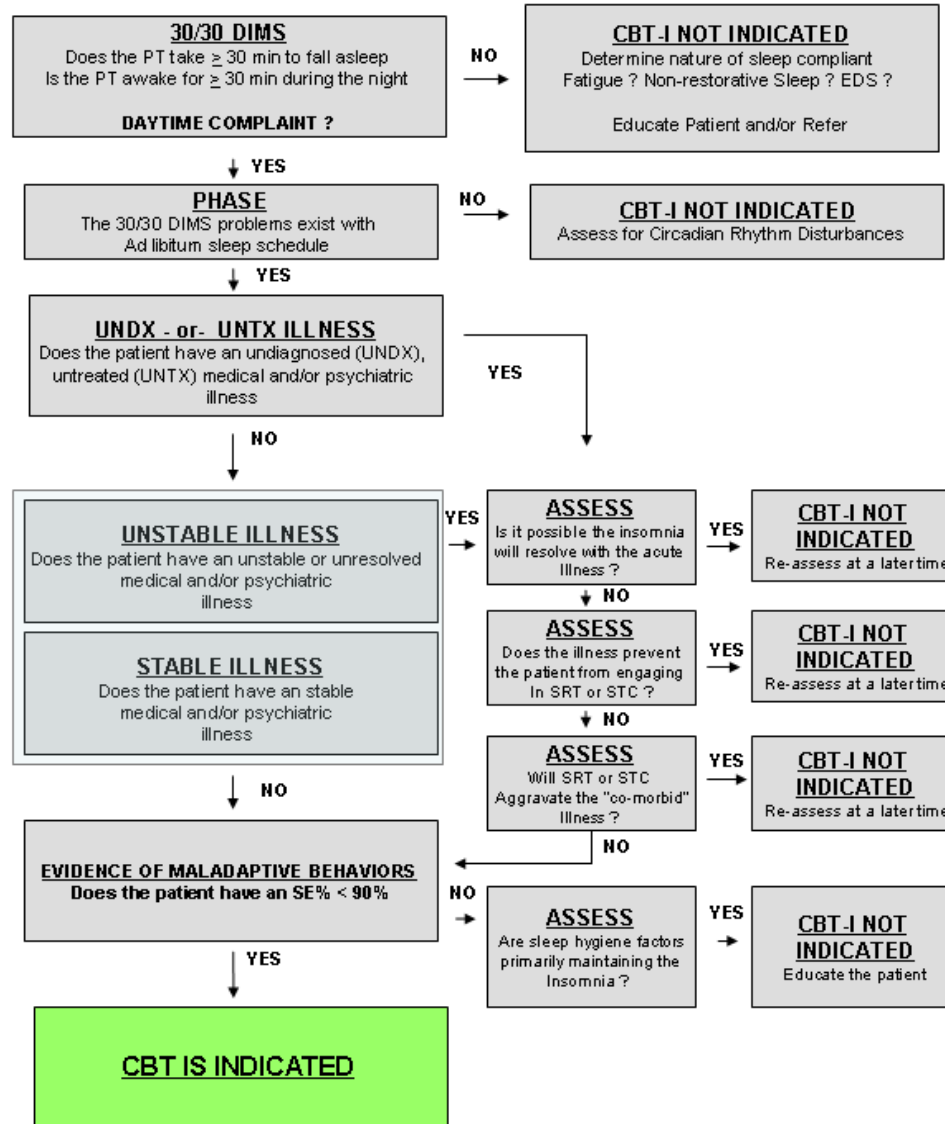 30/30 DIMS
Does the PT take ≥ 30 min to fall asleep
Is the PT awake for ≥ 30 min during the night
DAYTIME COMPLAINT ?
NO
CBT-I NOT INDICATED
Determine nature of sleep compliant
Fatigue ? Non-restorative Sleep ? EDS ?
Educate Patient and/or Refer
YES
PHASE
The 30/30 DIMS problems exist with
Ad libitum sleep schedule
NO
CBT-I NOT INDICATED
Assess for Circadian Rhythm Disturbances
YES
UNDX - or- UNTX ILLNESS
Does the patient have an undiagnosed (UNDX),
untreated (UNTX) medical and/or psychiatric
illness
YES
NO
UNSTABLE ILLNESS
Does the patient have an unstable or unresolved
medical and/or psychiatric
illness
YES
ASSESS
Is it possible the insomnia
will resolve with the acute
Illness ?
YES
CBT-I NOT
INDICATED
Re-assess at a later time
NO
STABLE ILLNESS
Does the patient have an stable
medical and/or psychiatric
illness
ASSESS
Does the illness prevent
the patient from engaging
In SRT or STC ?
YES
CBT-I NOT
INDICATED
Re-assess at a later time
NO
ASSESS
Will SRT or STC
Aggravate the "co-morbid"
Illness ?
YES
CBT-I NOT
INDICATED
Re-assess at a later time
NO
NO
EVIDENCE OF MALADAPTIVE BEHAVIORS
Does the patient have an SE% < 90%
NO
ASSESS
Are sleep hygiene factors
primarily maintaining the
Insomnia ?
YES
CBT-I NOT
INDICATED
Educate the patient
YES
CBT IS INDICATED